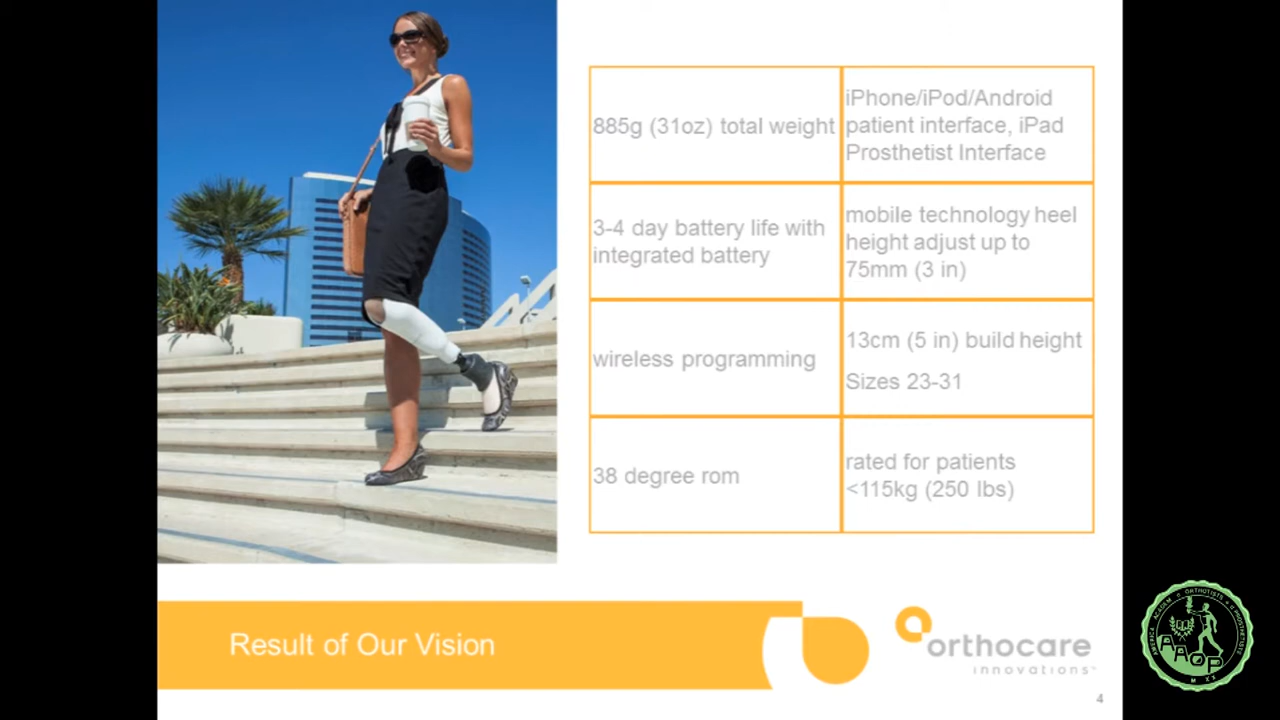 885g (31oz) total weight
iPhone/iPod/Android
patient interface, iPad
Prosthetist Interface
3-4 day battery life with
integrated battery
mobile technology heel
height adjust up to
75mm (3 in)
wireless programming
13cm (5 in) build height
Sizes 23-31
38 degree rom
rated for patients
<115kg (250 lbs)
Result of Our Vision
orthocare
innovations
4
AAOP